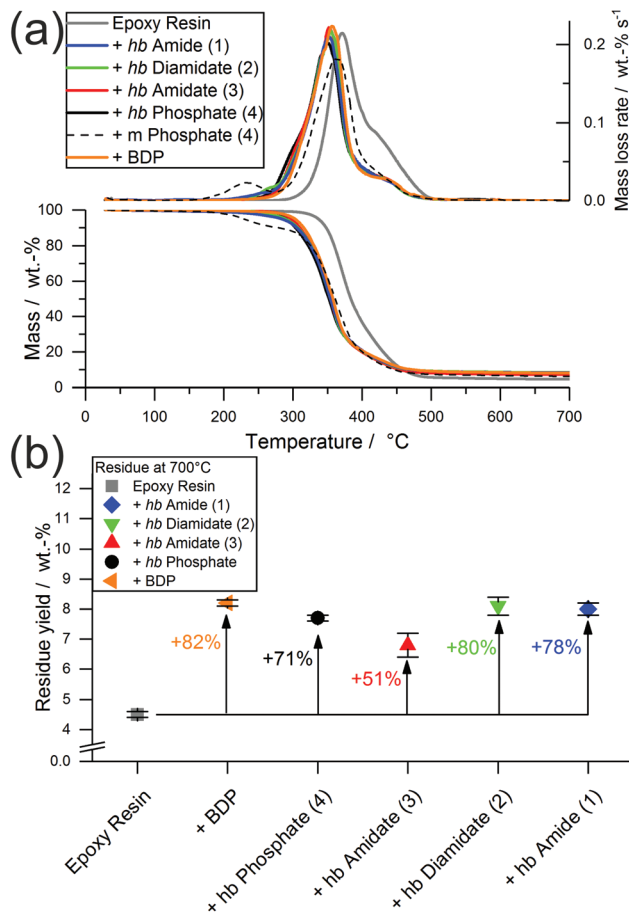 (a)
Epoxy Resin
+ hb Amide (1)
+ hb Diamidate (2)
+ hb Amidate (3)
+ hb Phosphate (4)
+ m Phosphate (4)
+ BDP
0.2
0.1
0.0
Mass loss rate / wt.-% s⁻¹
100
80
60
40
20
0
Mass / wt.-%
0 100 200 300 400 500 600 700
Temperature / °C
(b)
Residue at 700°C
Epoxy Resin
+ hb Amide (1)
+ hb Diamidate (2)
+ hb Amidate (3)
+ hb Phosphate
+ BDP
12
11
10
9
8
7
6
5
4
0.0
Residue yield / wt.-%
+82%
+71%
+51%
+80%
+78%
Epoxy Resin
+ BDP
+ hb Phosphate (4)
+ hb Amidate (3)
+ hb Diamidate (2)
+ hb Amide (1)